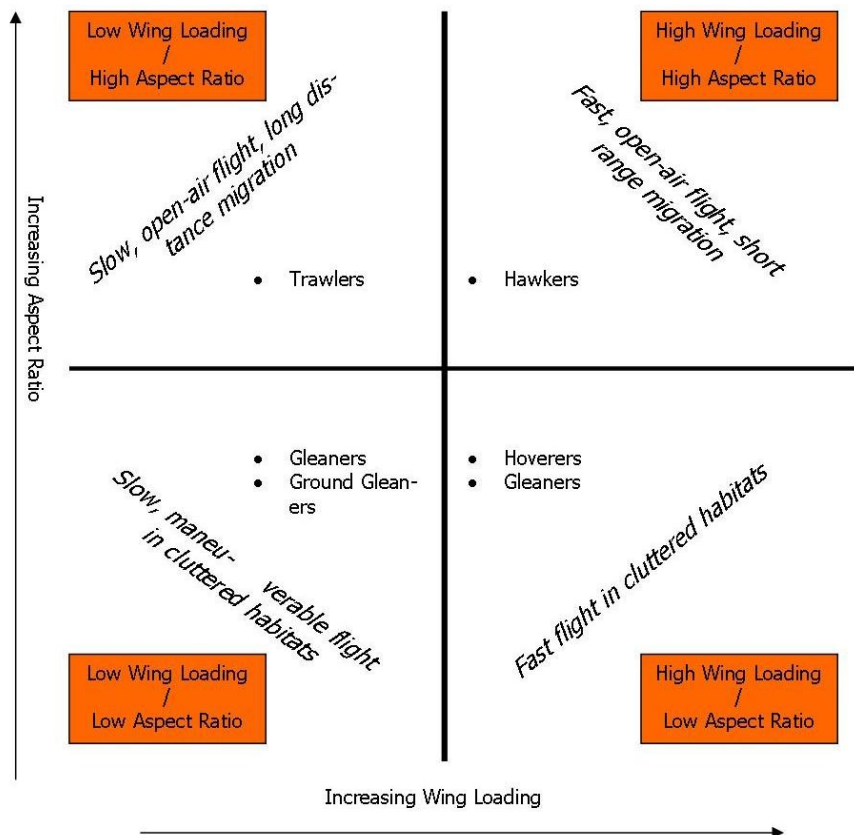 Low Wing Loading
/
High Aspect Ratio
High Wing Loading
/
High Aspect Ratio
Slow, open-air flight, long dis-
tance migration
Fast, open-air flight, short
range migration
• Trawlers
• Hawkers
Increasing Aspect Ratio
• Gleaners
• Ground Glean-
ers
• Hoverers
• Gleaners
Slow, maneu- verable flight
in cluttered habitats
Fast flight in cluttered habitats
Low Wing Loading
/
Low Aspect Ratio
High Wing Loading
/
Low Aspect Ratio
Increasing Wing Loading